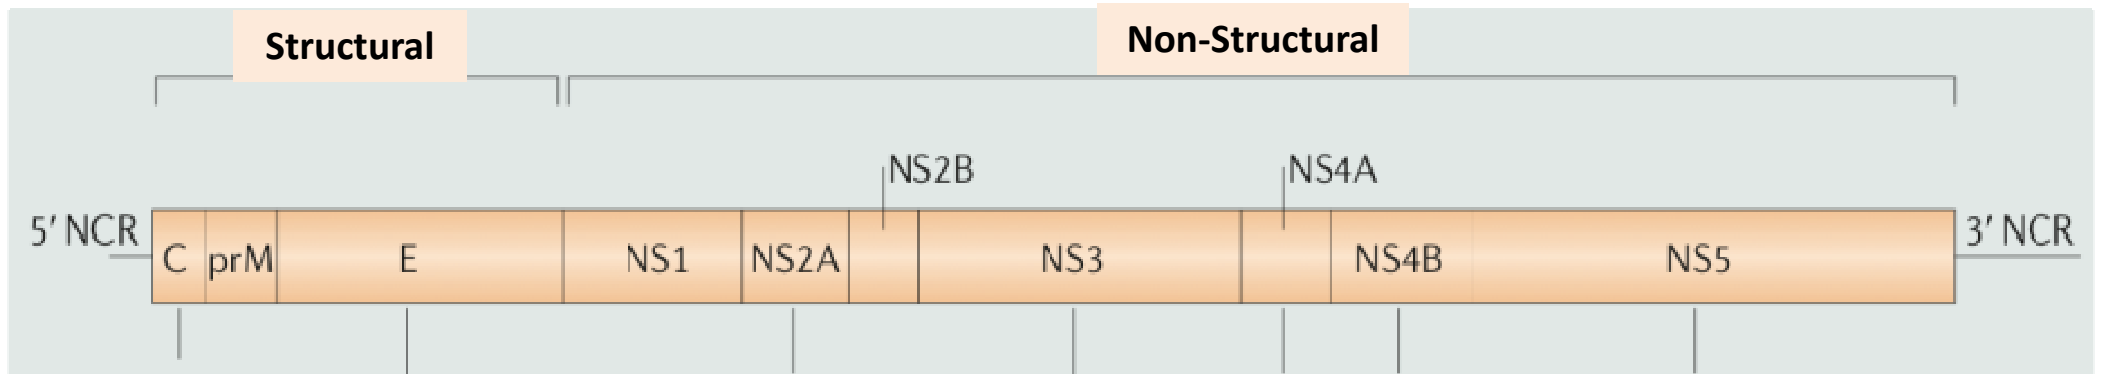 Structural
Non-Structural
NS2B
NS4A
5′ NCR
C
prM
E
NS1
NS2A
NS3
NS4B
NS5
3′ NCR